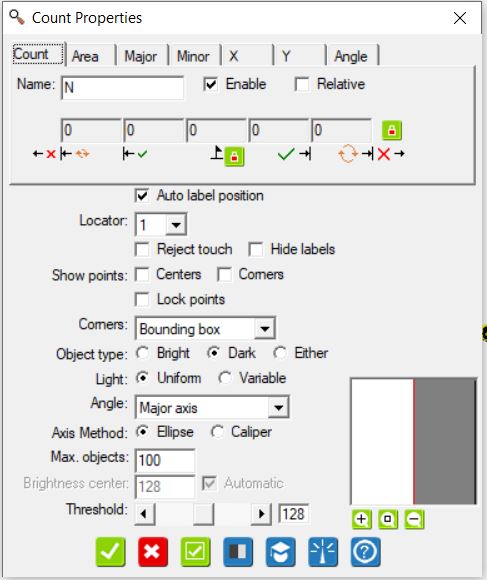 Count Properties
Count Area Major Minor X Y Angle
Name: N Enable Relative
0 0 0 0 0
Auto label position
Locator: 1
Reject touch Hide labels
Show points: Centers Corners
Lock points
Corners: Bounding box
Object type: Bright Dark Either
Light: Uniform Variable
Angle: Major axis
Axis Method: Ellipse Caliper
Max. objects: 100
Brightness center: 128 Automatic
Threshold: 128